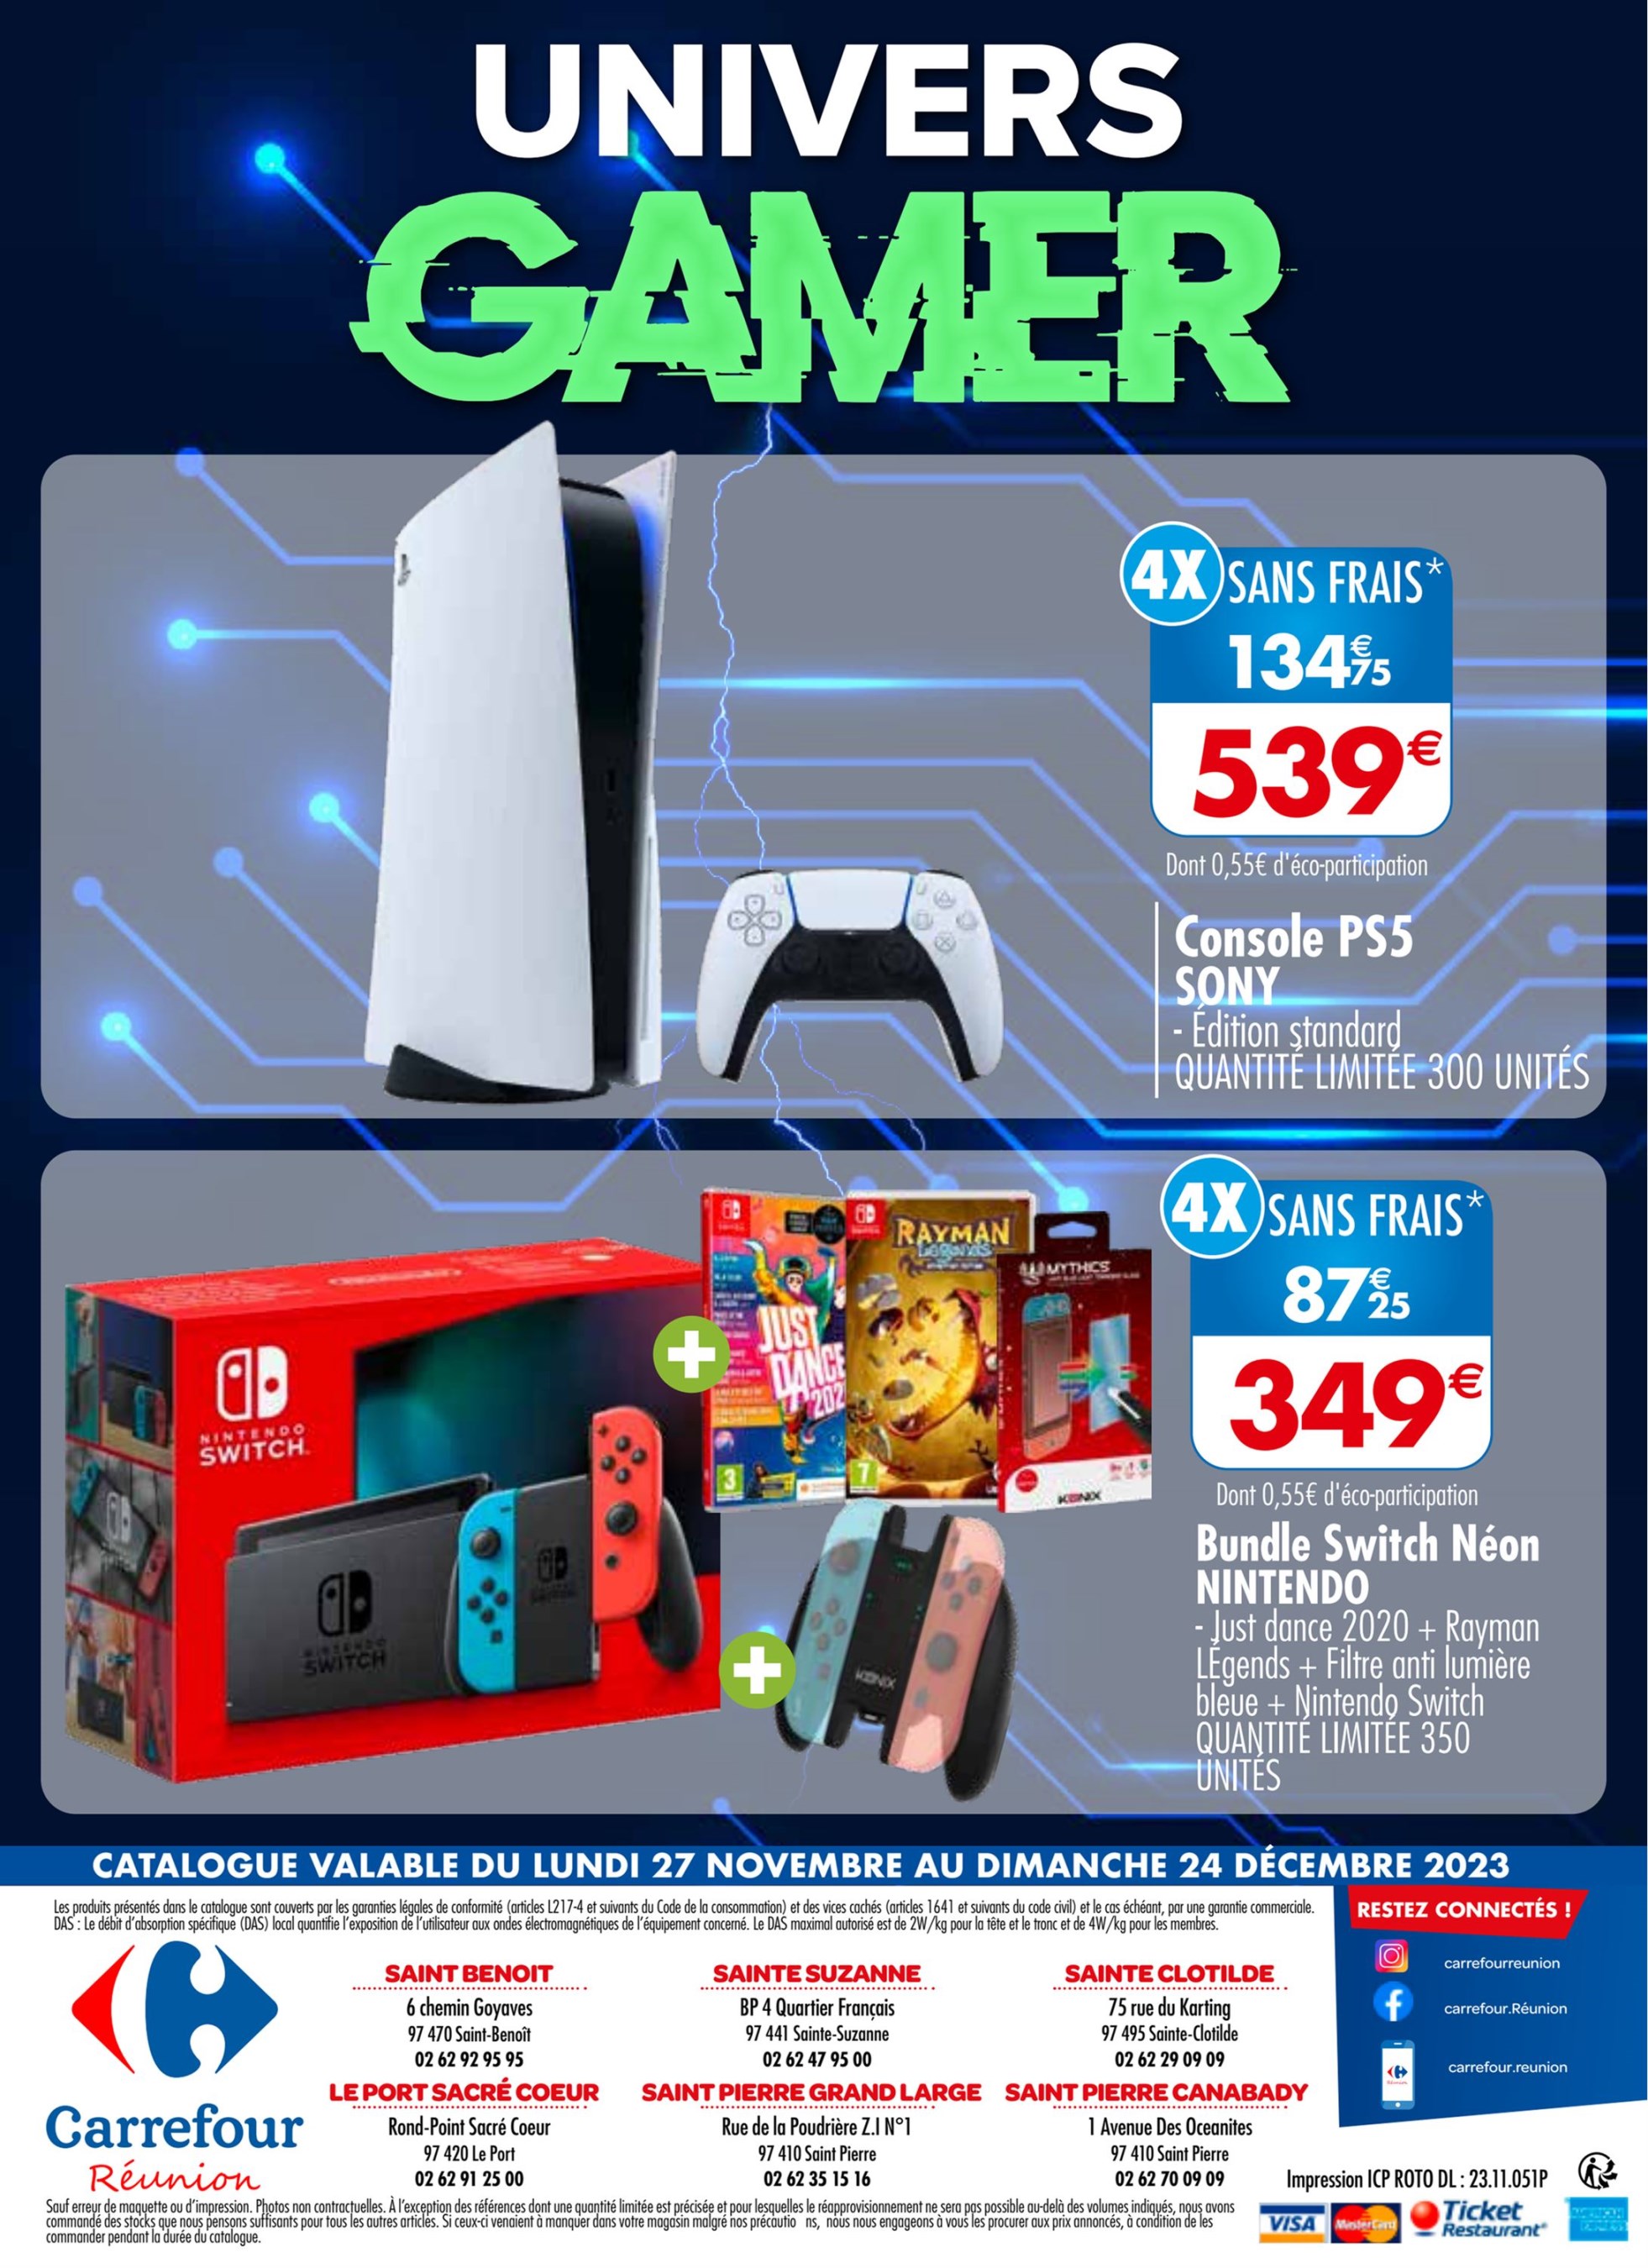 UNIVERS
GAMER
4X SANS FRAIS*
134€75
539€
Dont 0,55€ d'éco-participation
Console PS5
SONY
- Édition standard
QUANTITÉ LIMITÉE 300 UNITÉS
4X SANS FRAIS*
87€25
349€
Dont 0,55€ d'éco-participation
Bundle Switch Néon
NINTENDO
- Just dance 2020 + Rayman
LÉgends + Filtre anti lumière
bleue + Nintendo Switch
QUANTITÉ LIMITÉE 350
UNITÉS
NINTENDO
SWITCH
NINTENDO
SWITCH
JUST
DANCE
202
3
RAYMAN
Legends
7
MYTHICS
KONIX
KONIX
CATALOGUE VALABLE DU LUNDI 27 NOVEMBRE AU DIMANCHE 24 DÉCEMBRE 2023
Les produits présentés dans le catalogue sont couverts par les garanties légales de conformité (articles L217-4 et suivants du Code de la consommation) et des vices cachés (articles 1641 et suivants du code civil) et le cas échéant, par une garantie commerciale.
DAS : Le débit d'absorption spécifique (DAS) local quantifie l'exposition de l'utilisateur aux ondes électromagnétiques de l'équipement concerné. Le DAS maximal autorisé est de 2W/kg pour la tête et le tronc et de 4W/kg pour les membres.
RESTEZ CONNECTÉS !
carrefourreunion
carrefour.Réunion
carrefour.reunion
Carrefour
Réunion
SAINT BENOIT
6 chemin Goyaves
97 470 Saint-Benoît
02 62 92 95 95
SAINTE SUZANNE
BP 4 Quartier Français
97 441 Sainte-Suzanne
02 62 47 95 00
SAINTE CLOTILDE
75 rue du Karting
97 495 Sainte-Clotilde
02 62 29 09 09
LE PORT SACRÉ COEUR
Rond-Point Sacré Coeur
97 420 Le Port
02 62 91 25 00
SAINT PIERRE GRAND LARGE
Rue de la Poudrière Z.I N°1
97 410 Saint Pierre
02 62 35 15 16
SAINT PIERRE CANABADY
1 Avenue Des Oceanites
97 410 Saint Pierre
02 62 70 09 09
Impression ICP ROTO DL : 23.11.051P
Sauf erreur de maquette ou d'impression. Photos non contractuelles. À l'exception des références dont une quantité limitée est précisée et pour lesquelles le réapprovisionnement ne sera pas possible au-delà des volumes indiqués, nous avons
commandé des stocks que nous pensons suffisants pour tous les autres articles. Si ceux-ci venaient à manquer dans votre magasin malgré nos précautio ns, nous nous engageons à vous les procurer aux prix annoncés, à condition de les
commander pendant la durée du catalogue.
VISA
MasterCard
Ticket
Restaurant
AMERICAN
EXPRESS